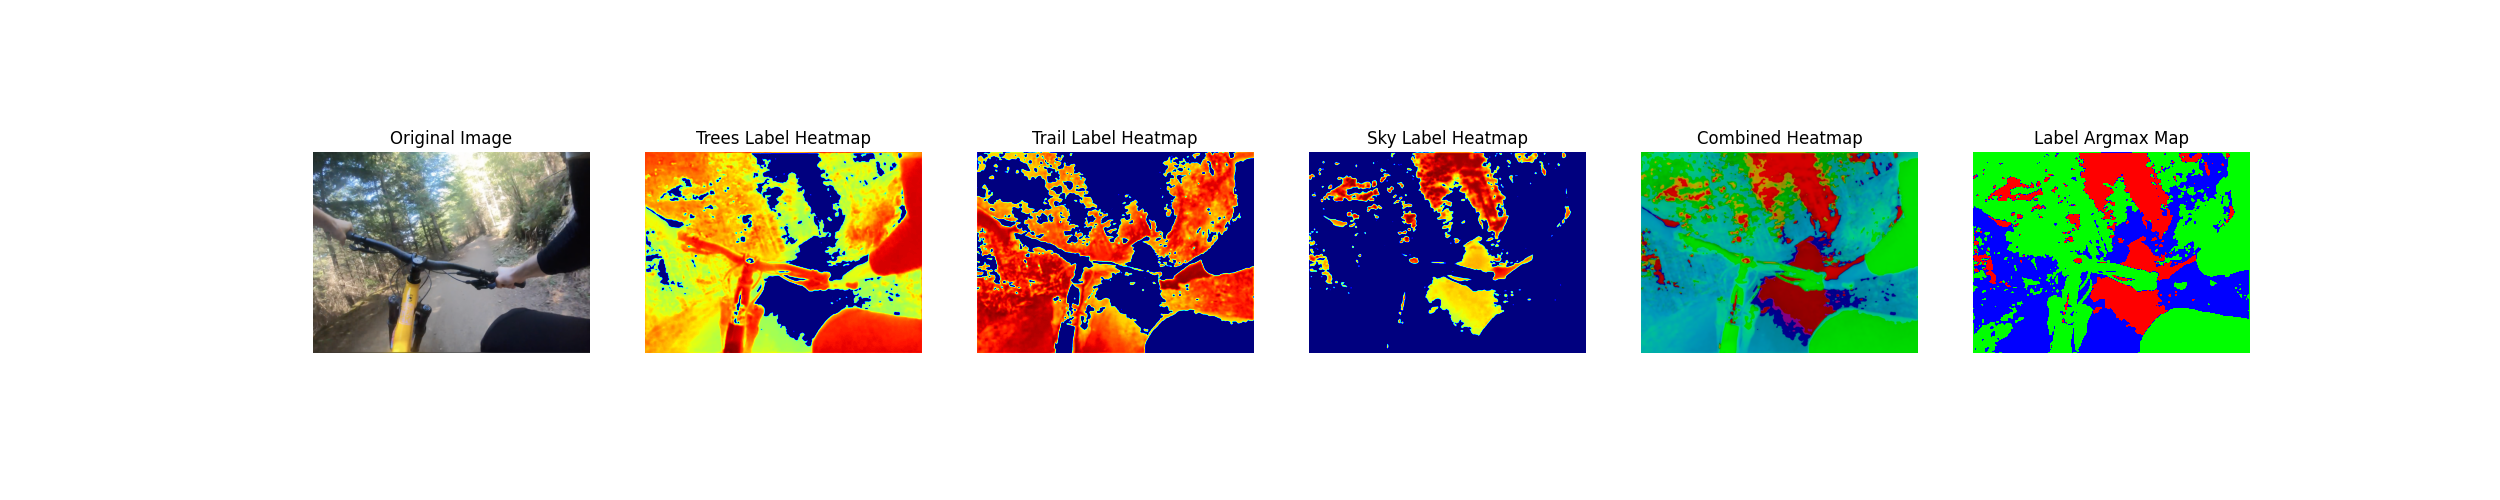 Original Image
Trees Label Heatmap
Trail Label Heatmap
Sky Label Heatmap
Combined Heatmap
Label Argmax Map